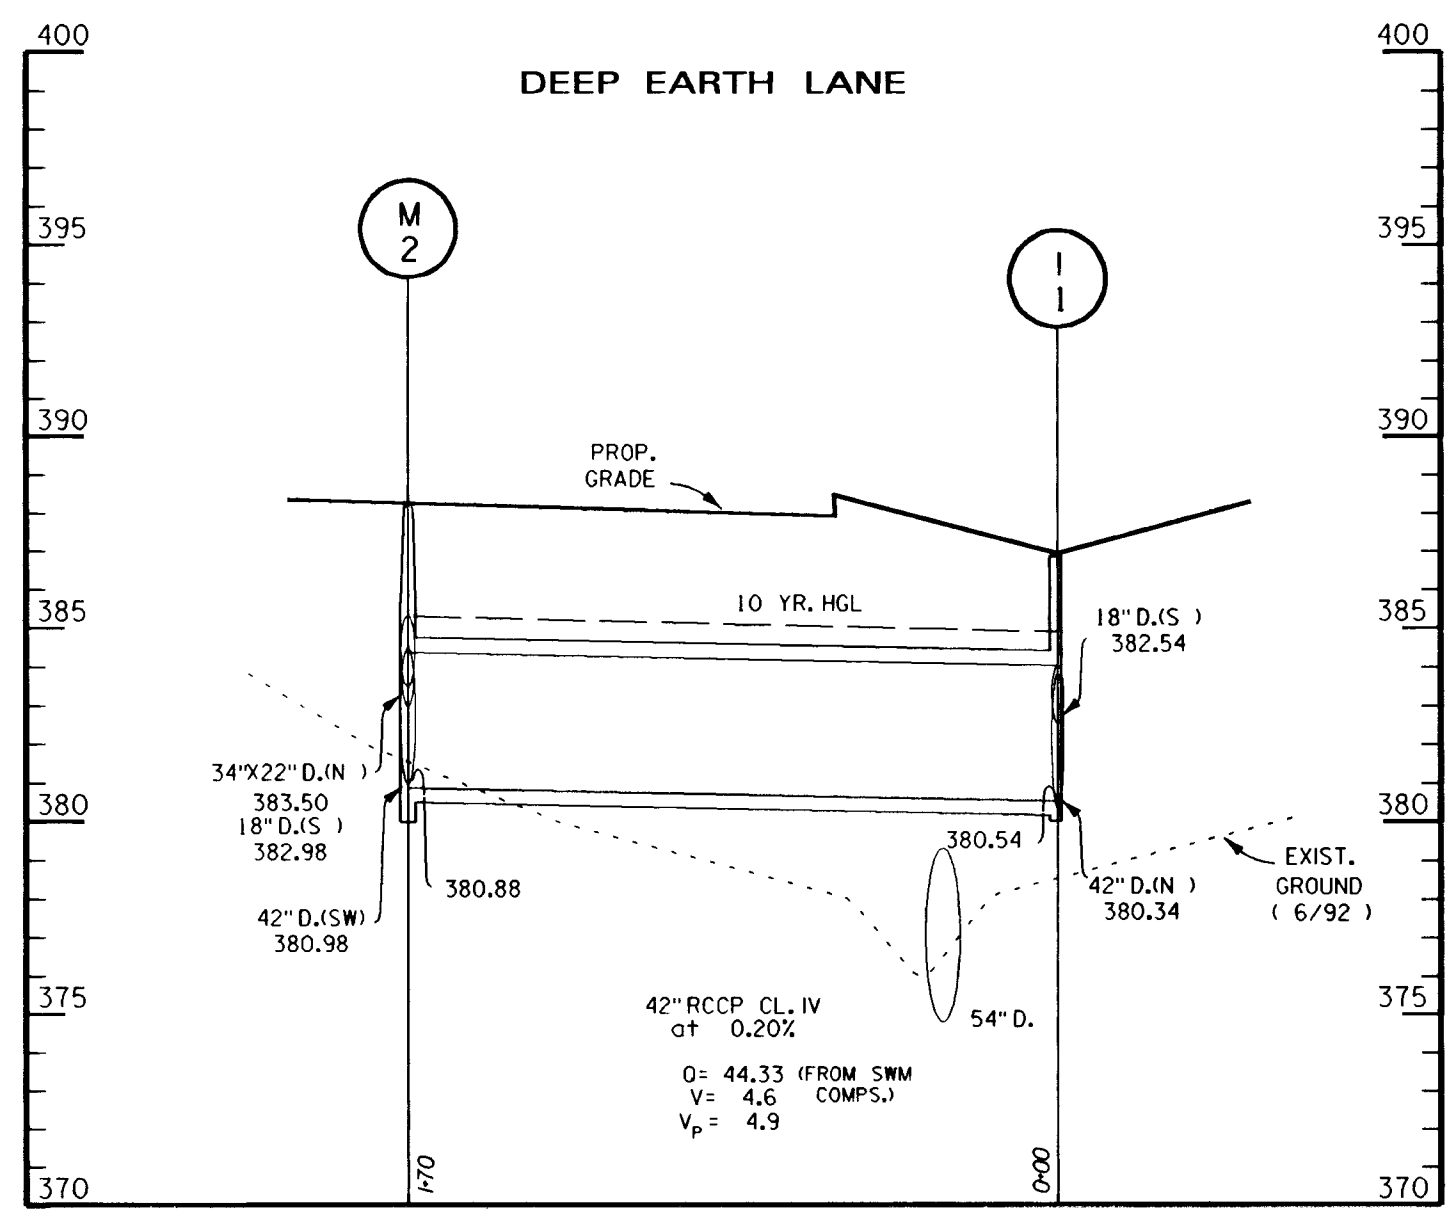 400
400
DEEP EARTH LANE
M
2
395
395
I
1
390
390
PROP.
GRADE
385
385
10 YR. HGL
18"D.(S )
382.54
34"X22"D.(N )
383.50
18"D.(S )
382.98
380
380
380.54
380.88
42"D.(SW)
380.98
42"D.(N )
380.34
EXIST.
GROUND
( 6/92 )
375
375
42"RCCP CL. IV
at 0.20%
54"D.
Q= 44.33 (FROM SWM
V= 4.6 COMPS.)
VP= 4.9
1+70
0+00
370
370